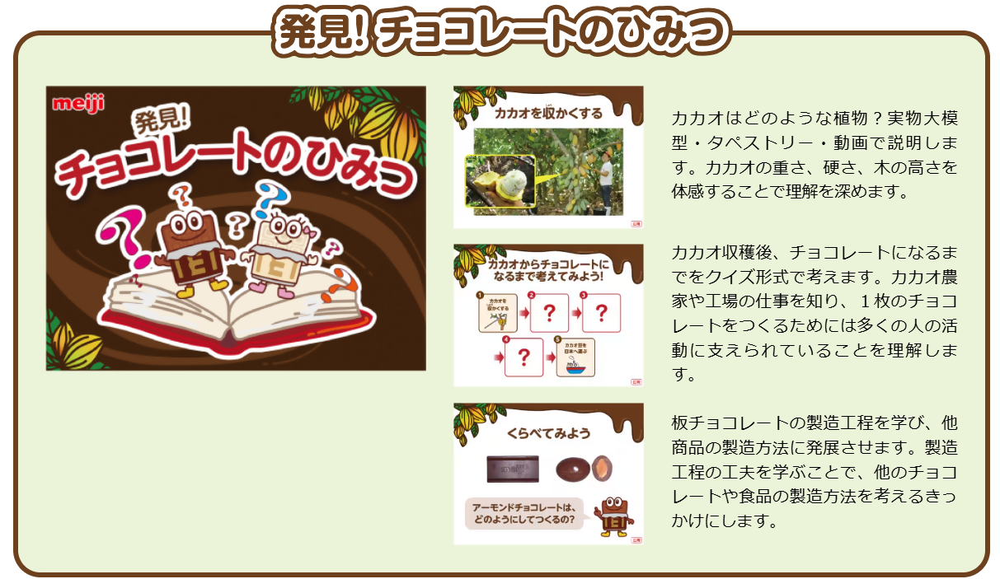 発見！チョコレートのひみつ
meiji
発見！
チョコレートのひみつ
カカオを収かくする
カカオはどのような植物？実物大模
型・タペストリー・動画で説明しま
す。カカオの重さ、硬さ、木の高さを
体感することで理解を深めます。
カカオからチョコレートに
なるまで考えてみよう！
1
カカオを
収かくする
2
?
3
?
4
?
5
カカオ豆を
日本へ運ぶ
カカオ収穫後、チョコレートになるま
でをクイズ形式で考えます。カカオ農
家や工場の仕事を知り、１枚のチョコ
レートをつくるためには多くの人の活
動に支えられていることを理解しま
す。
くらべてみよう
アーモンドチョコレートは、
どのようにしてつくるの？
板チョコレートの製造工程を学び、他
商品の製造方法に発展させます。製造
工程の工夫を学ぶことで、他のチョコ
レートや食品の製造方法を考えるきっ
かけにします。